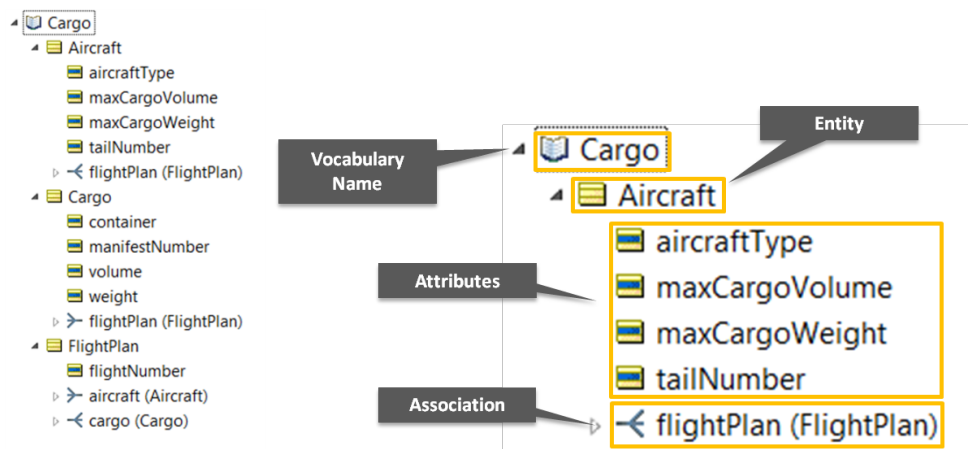 Cargo
Aircraft
aircraftType
maxCargoVolume
maxCargoWeight
tailNumber
flightPlan (FlightPlan)
Cargo
container
manifestNumber
volume
weight
flightPlan (FlightPlan)
FlightPlan
flightNumber
aircraft (Aircraft)
cargo (Cargo)
Vocabulary
Name
Entity
Attributes
Association
Cargo
Aircraft
aircraftType
maxCargoVolume
maxCargoWeight
tailNumber
flightPlan (FlightPlan)